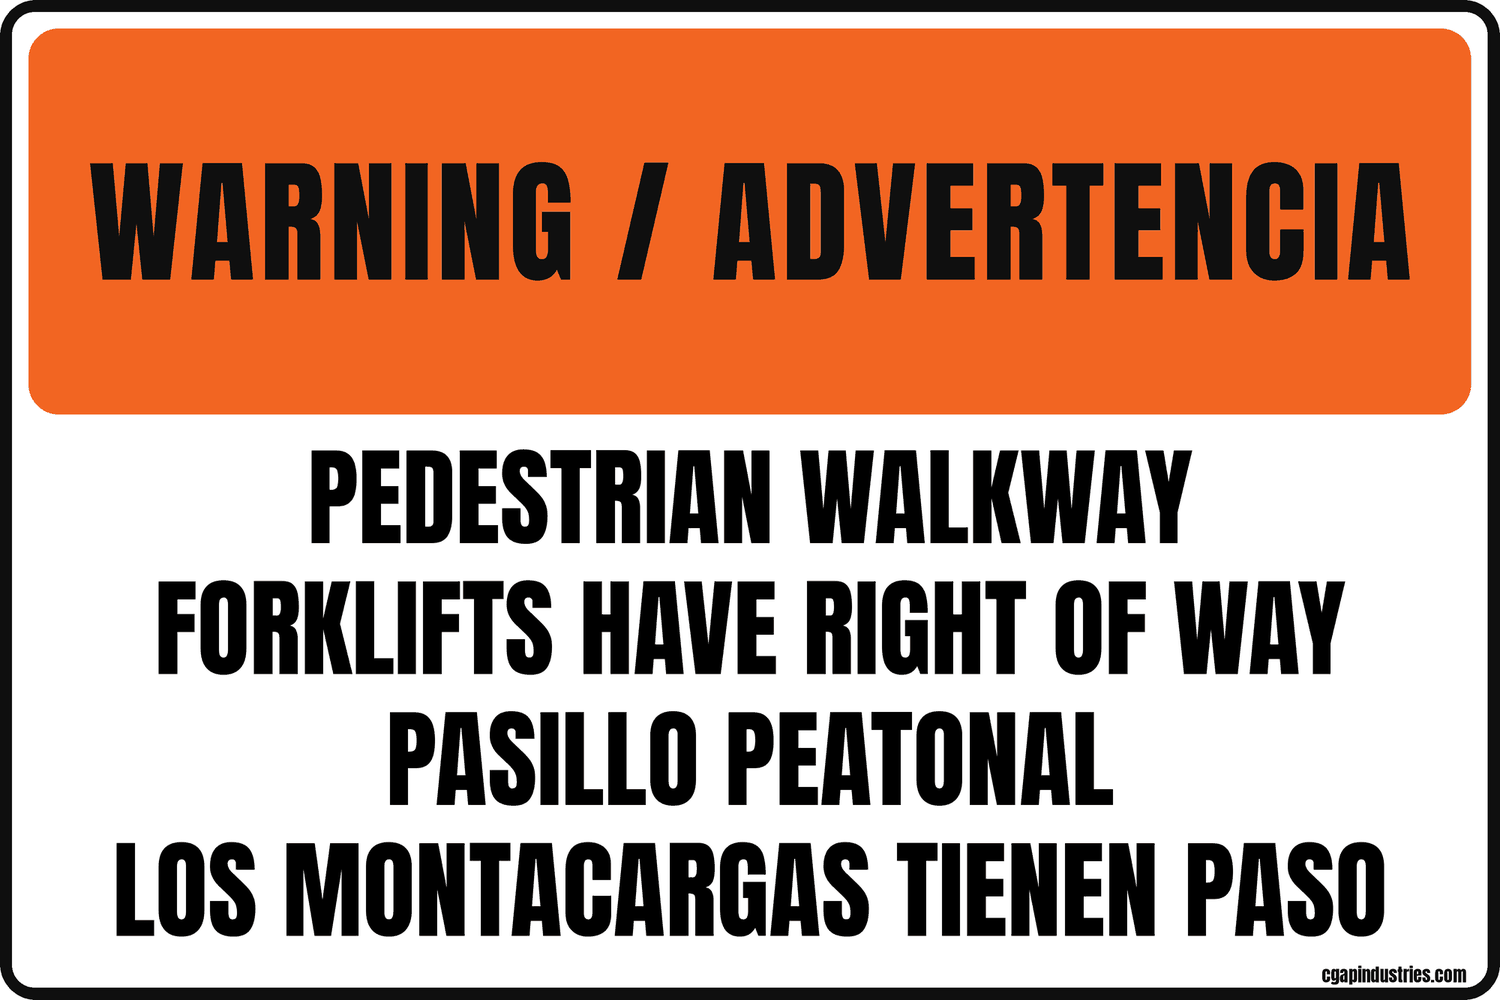 WARNING / ADVERTENCIA
PEDESTRIAN WALKWAY
FORKLIFTS HAVE RIGHT OF WAY
PASILLO PEATONAL
LOS MONTACARGAS TIENEN PASO
cgapindustries.com